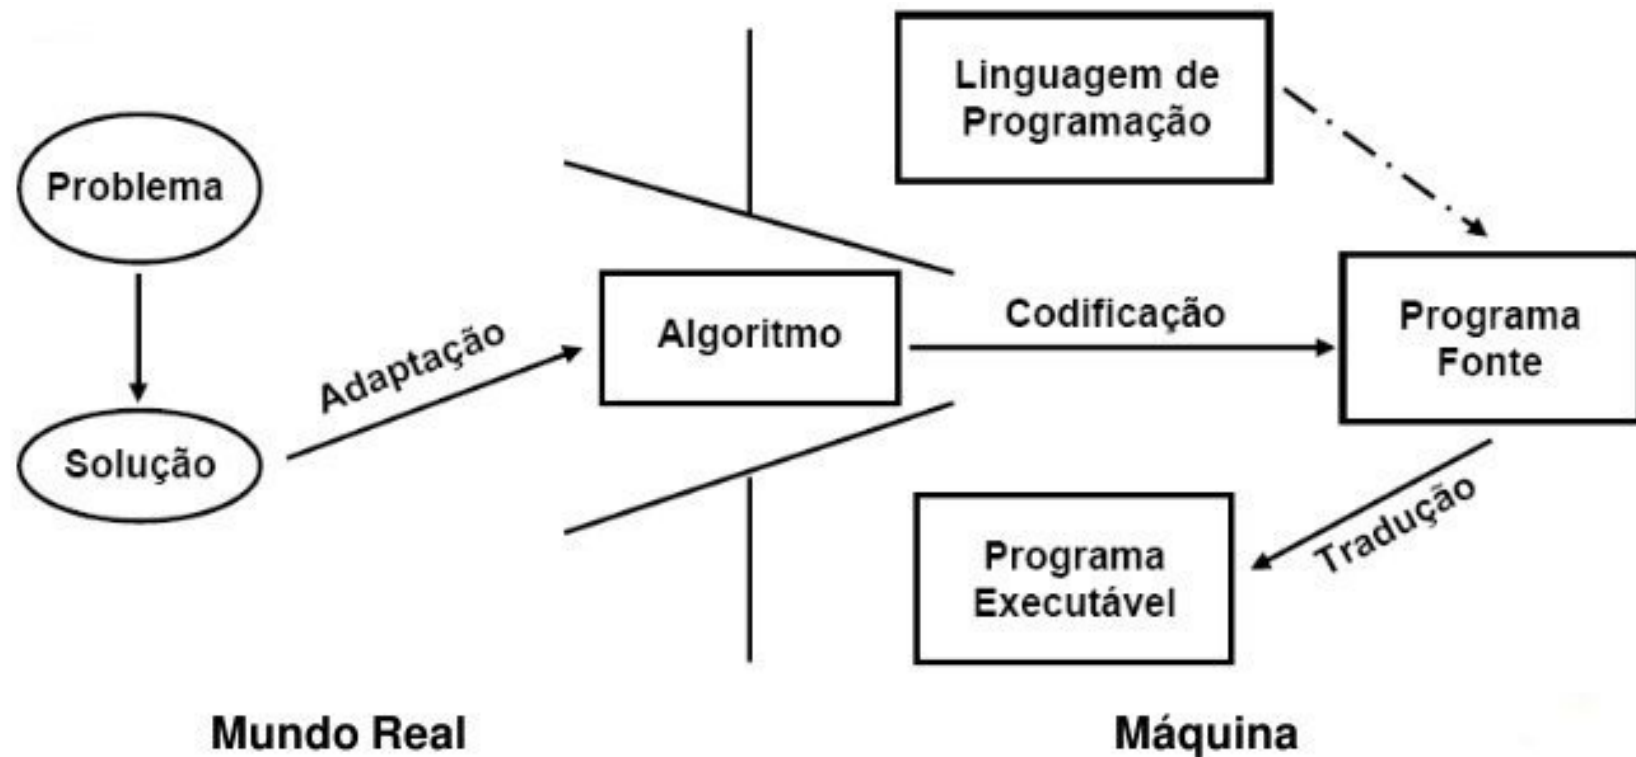 Problema
Solução
Adaptação
Algoritmo
Codificação
Linguagem de
Programação
Programa
Fonte
Tradução
Programa
Executável
Mundo Real
Máquina